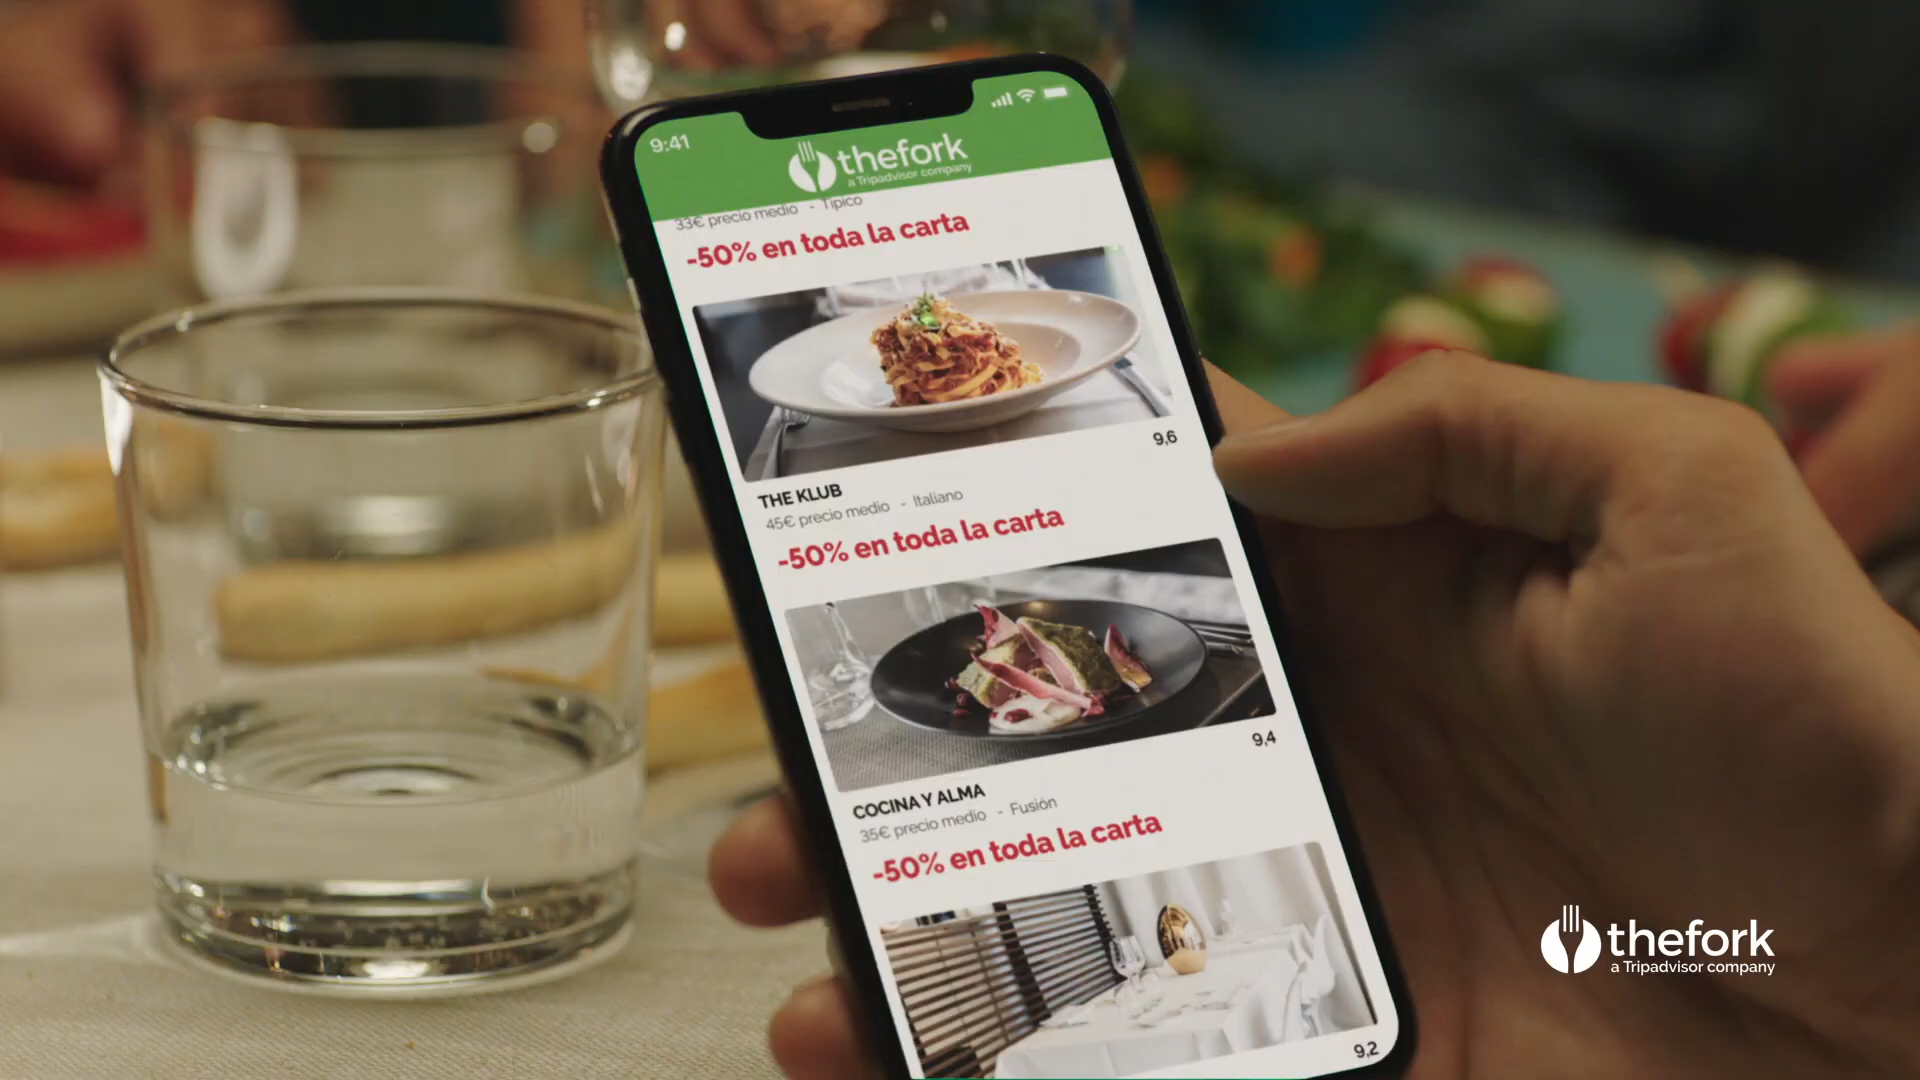 9:41
thefork
a Tripadvisor company
33€ precio medio - Típico
-50% en toda la carta
9,6
THE KLUB
45€ precio medio - Italiano
-50% en toda la carta
9,4
COCINA Y ALMA
35€ precio medio - Fusión
-50% en toda la carta
9,2
thefork
a Tripadvisor company